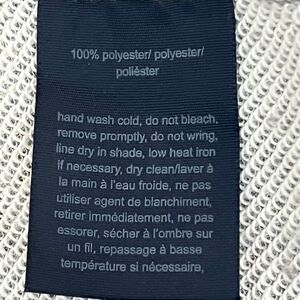 100% polyester/ polyester/
poliéster
hand wash cold, do not bleach,
remove promptly, do not wring,
line dry in shade, low heat iron
if necessary, dry clean/laver à
la main à l'eau froide, ne pas
utiliser agent de blanchiment,
retirer immédiatement, ne pas
essorer, sécher à l'ombre sur
un fil, repassage à basse
température si nécessaire,